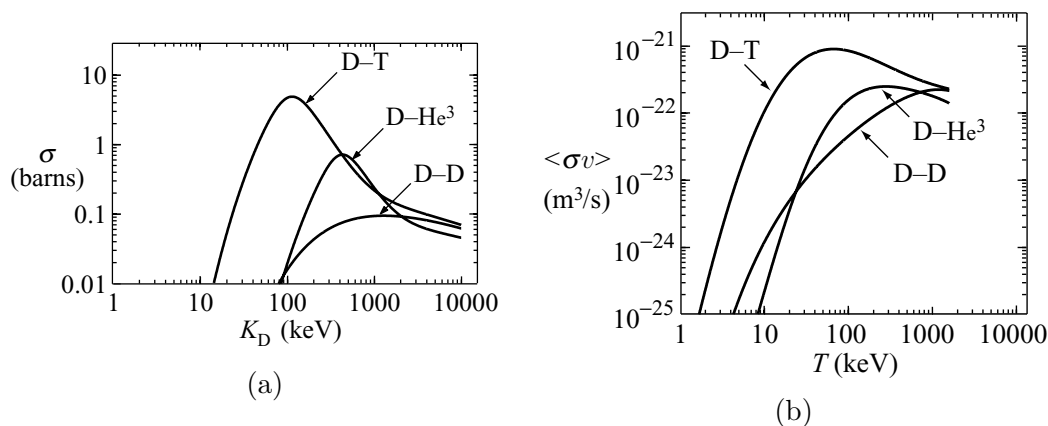 10
1
0.1
0.01
σ
(barns)
D–T
D–He³
D–D
1 10 100 1000 10000
K_D (keV)
(a)
10⁻²¹
10⁻²²
10⁻²³
10⁻²⁴
10⁻²⁵
<σv>
(m³/s)
D–T
D–He³
D–D
1 10 100 1000 10000
T (keV)
(b)